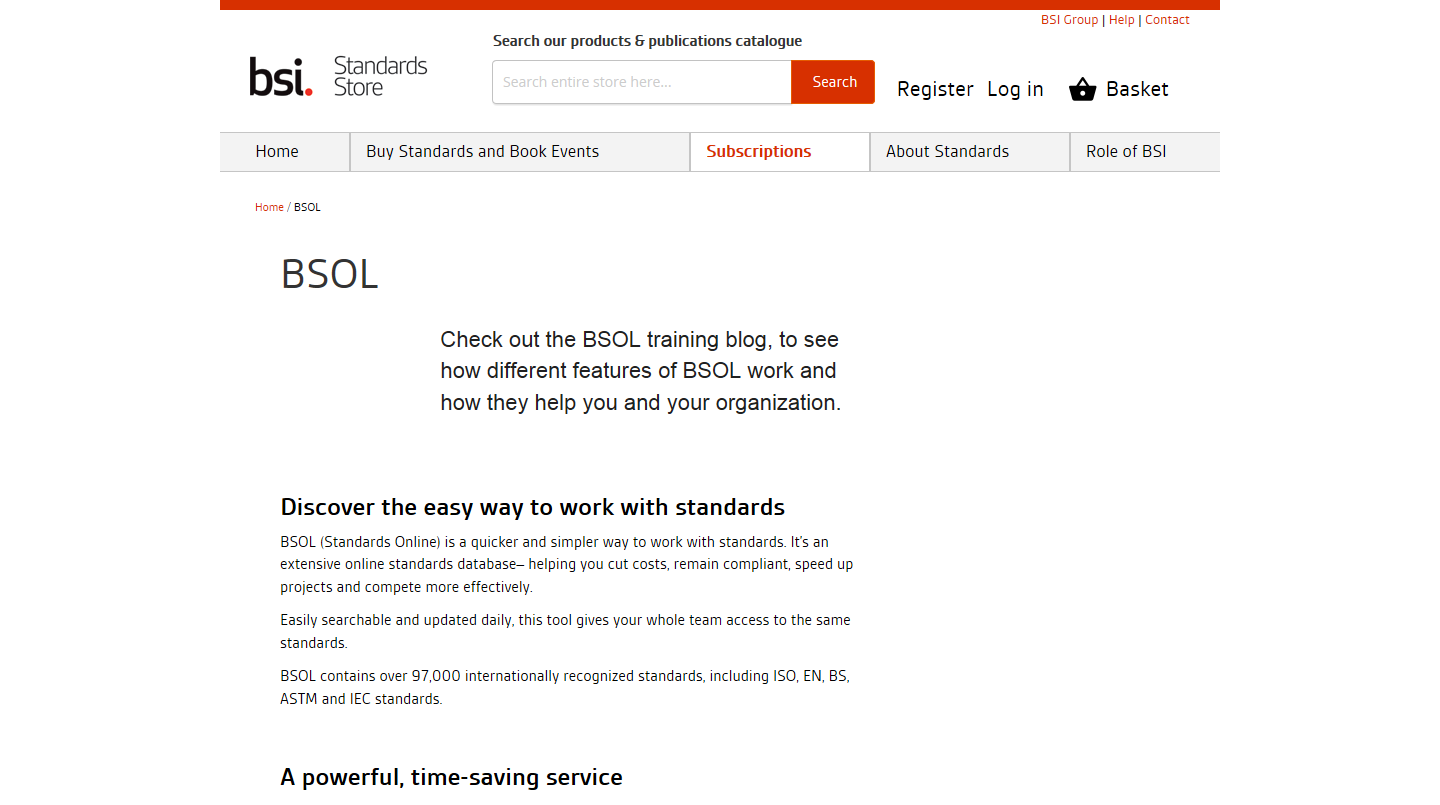 BSI Group | Help | Contact
Search our products & publications catalogue
bsi. Standards Store
Search entire store here...
Search
Register
Log in
Basket
Home
Buy Standards and Book Events
Subscriptions
About Standards
Role of BSI
Home / BSOL
BSOL
Check out the BSOL training blog, to see
how different features of BSOL work and
how they help you and your organization.
Discover the easy way to work with standards
BSOL (Standards Online) is a quicker and simpler way to work with standards. It's an
extensive online standards database– helping you cut costs, remain compliant, speed up
projects and compete more effectively.
Easily searchable and updated daily, this tool gives your whole team access to the same
standards.
BSOL contains over 97,000 internationally recognized standards, including ISO, EN, BS,
ASTM and IEC standards.
A powerful, time-saving service